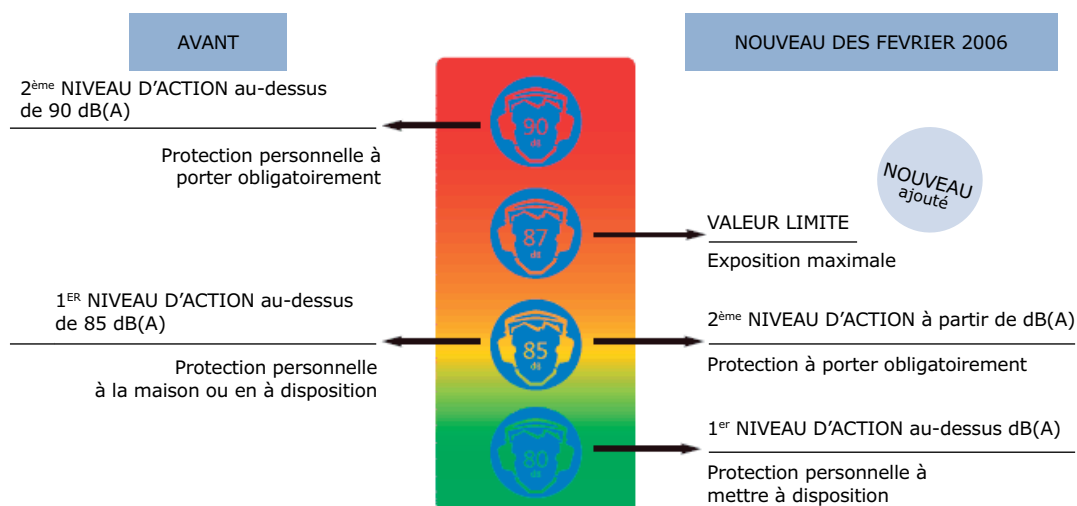 AVANT
2ème NIVEAU D'ACTION au-dessus
de 90 dB(A)
Protection personnelle à
porter obligatoirement
1ER NIVEAU D'ACTION au-dessus
de 85 dB(A)
Protection personnelle
à la maison ou en à disposition
90
dB
87
dB
85
dB
80
dB
NOUVEAU DES FEVRIER 2006
NOUVEAU
ajouté
VALEUR LIMITE
Exposition maximale
2ème NIVEAU D'ACTION à partir de dB(A)
Protection à porter obligatoirement
1er NIVEAU D'ACTION au-dessus dB(A)
Protection personnelle à
mettre à disposition